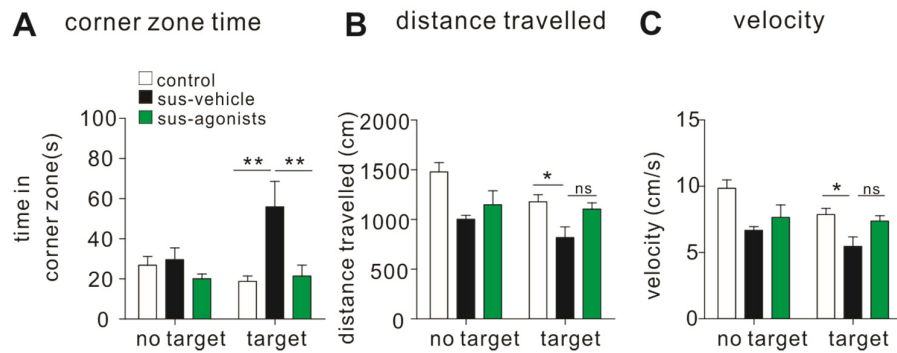 A corner zone time
control
sus-vehicle
sus-agonists
time in
corner zone(s)
100
80
60
40
20
0
** **
no target target
B distance travelled
distance travelled (cm)
2000
1500
1000
500
0
* ns
no target target
C velocity
velocity (cm/s)
15
10
5
0
* ns
no target target